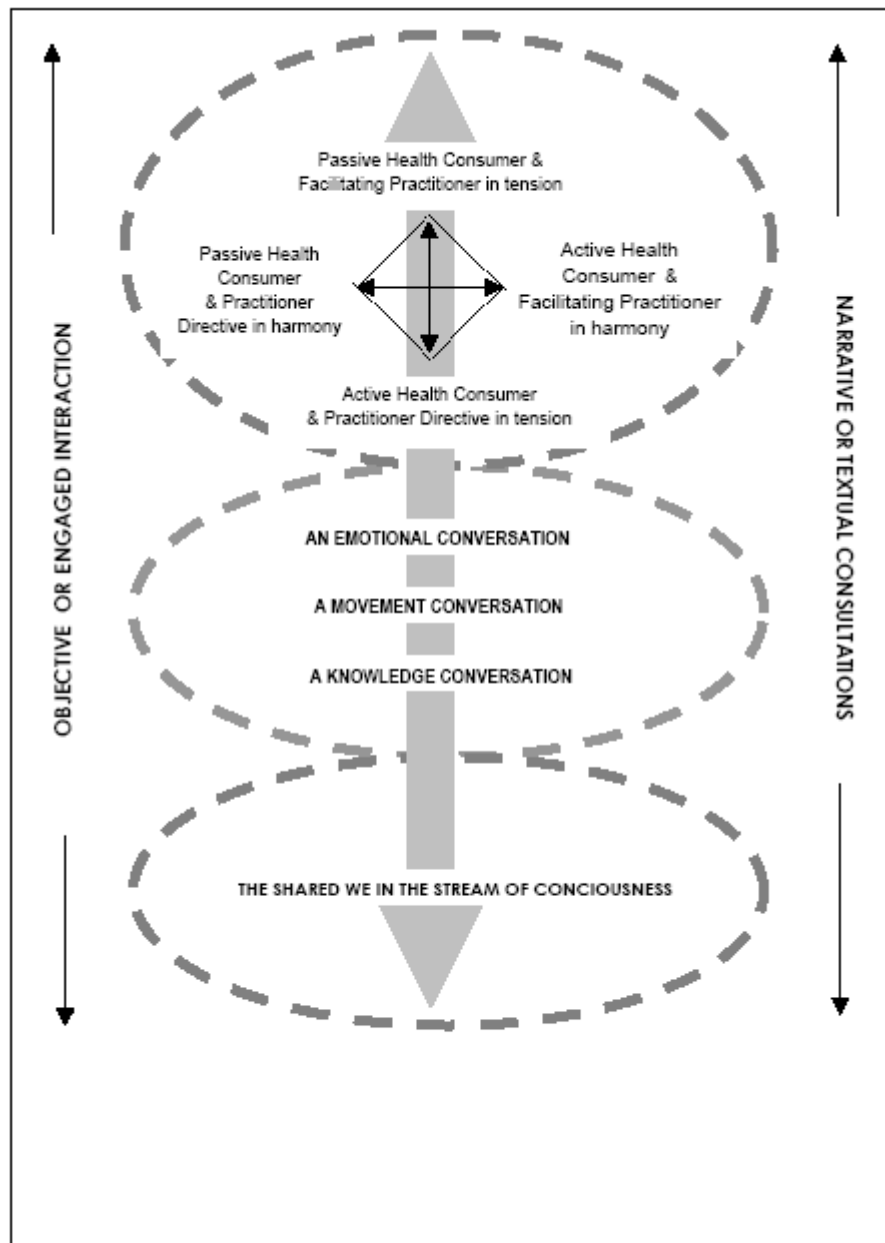 Passive Health Consumer &
Facilitating Practitioner in tension
Passive Health
Consumer
& Practitioner
Directive in harmony
Active Health
Consumer &
Facilitating Practitioner
in harmony
Active Health Consumer
& Practitioner Directive in tension
OBJECTIVE OR ENGAGED INTERACTION
NARRATIVE OR TEXTUAL CONSULTATIONS
AN EMOTIONAL CONVERSATION
A MOVEMENT CONVERSATION
A KNOWLEDGE CONVERSATION
THE SHARED WE IN THE STREAM OF CONCIOUSNESS